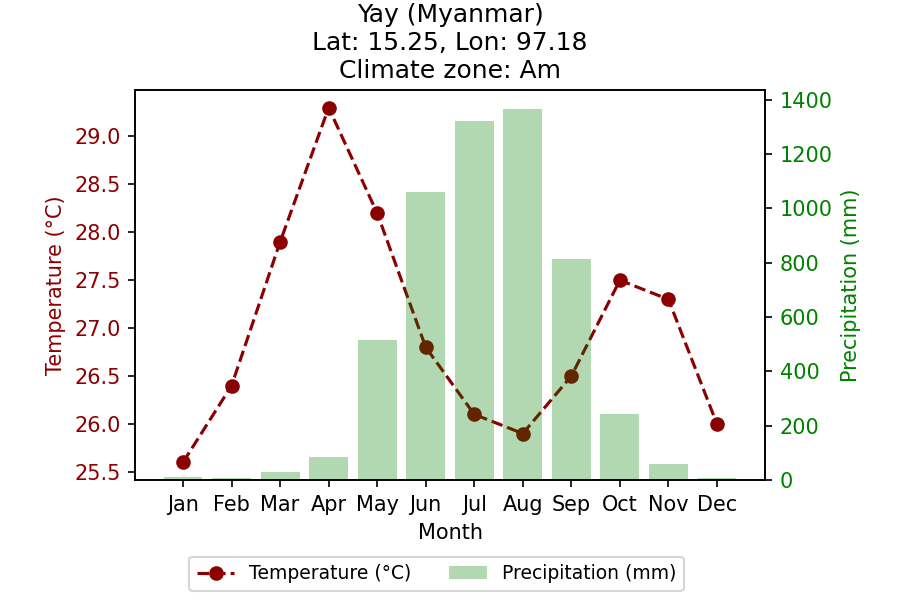 Yay (Myanmar)
Lat: 15.25, Lon: 97.18
Climate zone: Am
Temperature (°C)
29.0
28.5
28.0
27.5
27.0
26.5
26.0
25.5
1400
1200
1000
800
600
400
200
0
Precipitation (mm)
Jan Feb Mar Apr May Jun Jul Aug Sep Oct Nov Dec
Month
Temperature (°C) Precipitation (mm)